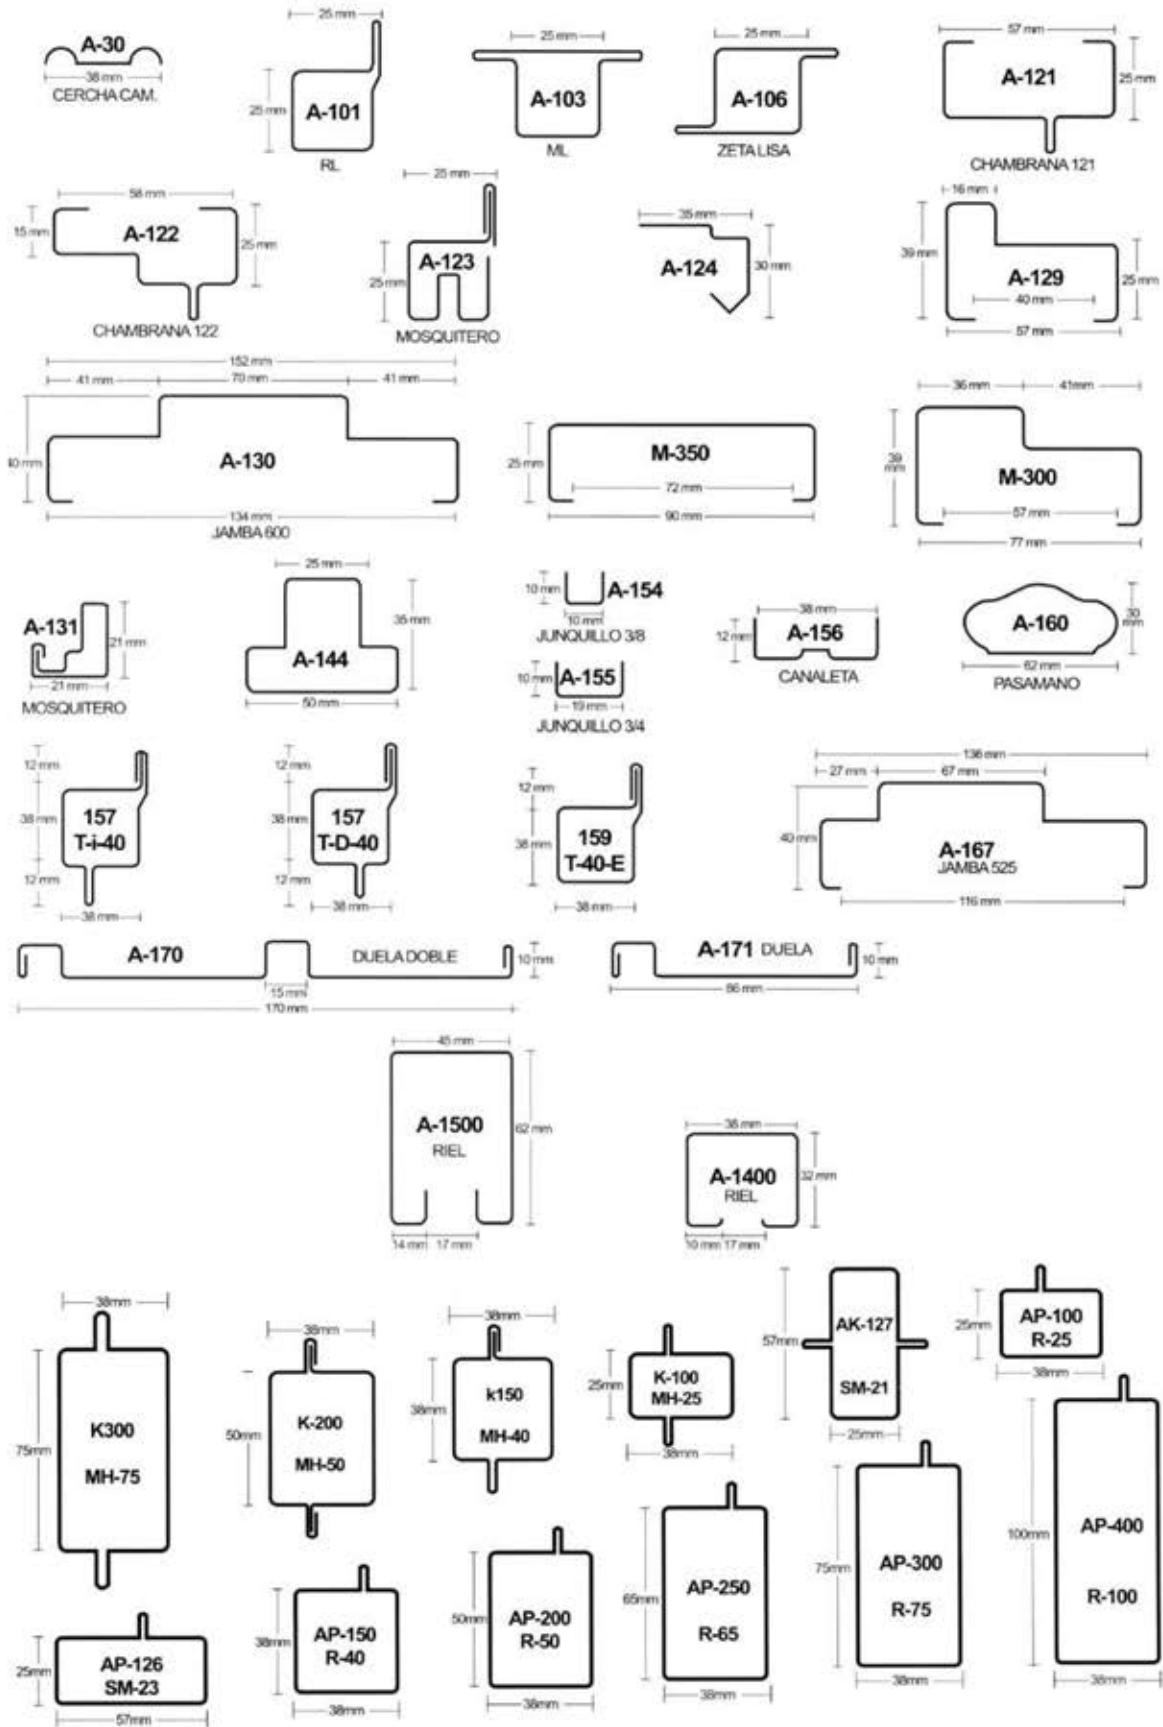 A-30
38 mm
CERCHA CAM.
25 mm
25 mm
A-101
RL
25 mm
A-103
ML
25 mm
A-106
ZETA LISA
57 mm
A-121
25 mm
CHAMBRANA 121
58 mm
15 mm
A-122
25 mm
CHAMBRANA 122
25 mm
A-123
25 mm
MOSQUITERO
35 mm
A-124
30 mm
16 mm
39 mm
A-129
25 mm
40 mm
57 mm
152 mm
41 mm
70 mm
41 mm
40 mm
A-130
134 mm
JAMBA 600
25 mm
M-350
72 mm
90 mm
36 mm
41mm
39 mm
M-300
57 mm
77 mm
A-131
21 mm
21 mm
MOSQUITERO
25 mm
35 mm
A-144
50 mm
10 mm
A-154
10 mm
JUNQUILLO 3/8
10 mm
A-155
19 mm
JUNQUILLO 3/4
38 mm
12 mm
A-156
CANALETA
A-160
30 mm
62 mm
PASAMANO
12 mm
38 mm
157
T-i-40
12 mm
38 mm
12 mm
38 mm
157
T-D-40
12 mm
38 mm
12 mm
38 mm
159
T-40-E
38 mm
136 mm
27 mm
67 mm
40 mm
A-167
JAMBA 525
116 mm
A-170
DUELA DOBLE
10 mm
15 mm
170 mm
A-171 DUELA
10 mm
86 mm
45 mm
A-1500
RIEL
62 mm
14 mm
17 mm
38 mm
A-1400
RIEL
32 mm
10 mm
17 mm
38mm
75mm
K300
MH-75
38mm
50mm
K-200
MH-50
38mm
38mm
k150
MH-40
25mm
K-100
MH-25
38mm
57mm
AK-127
SM-21
25mm
25mm
AP-100
R-25
38mm
25mm
AP-126
SM-23
57mm
38mm
AP-150
R-40
38mm
50mm
AP-200
R-50
38mm
65mm
AP-250
R-65
38mm
75mm
AP-300
R-75
38mm
100mm
AP-400
R-100
38mm